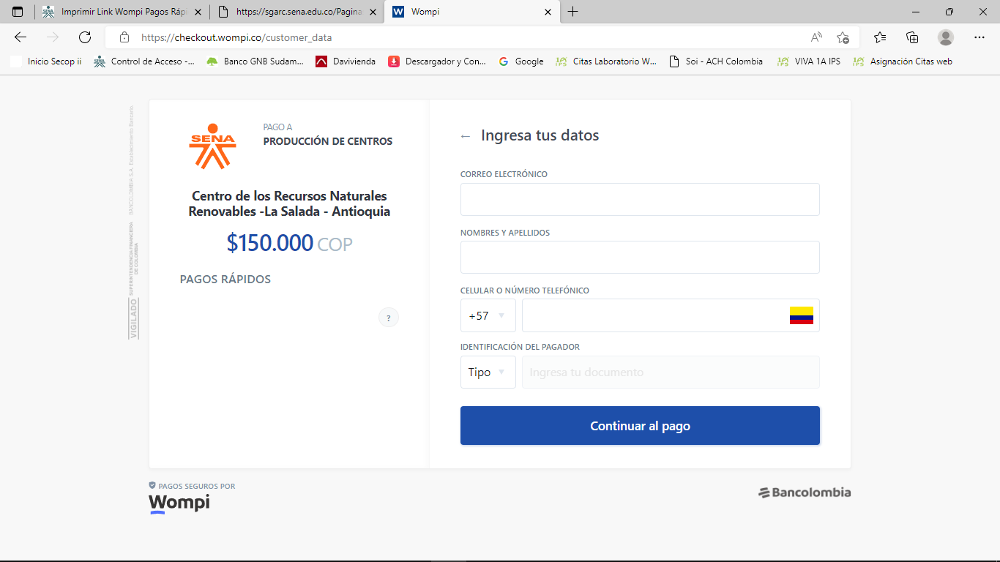 Imprimir Link Wompi Pagos Rápi
https://sgarc.sena.edu.co/Pagina
W Wompi
https://checkout.wompi.co/customer_data
Inicio Secop ii
Control de Acceso -...
Banco GNB Sudam...
Davivienda
Descargador y Con...
Google
Citas Laboratorio W...
Soi - ACH Colombia
VIVA 1A IPS
Asignación Citas web
VIGILADO SUPERINTENDENCIA FINANCIERA
DE COLOMBIA
BANCOLOMBIA S.A. Establecimiento Bancario.
SENA
PAGO A
PRODUCCIÓN DE CENTROS
Centro de los Recursos Naturales
Renovables -La Salada - Antioquia
$150.000 COP
PAGOS RÁPIDOS
?
← Ingresa tus datos
CORREO ELECTRÓNICO
NOMBRES Y APELLIDOS
CELULAR O NÚMERO TELEFÓNICO
+57
IDENTIFICACIÓN DEL PAGADOR
Tipo
Ingresa tu documento
Continuar al pago
PAGOS SEGUROS POR
Wompi
Bancolombia